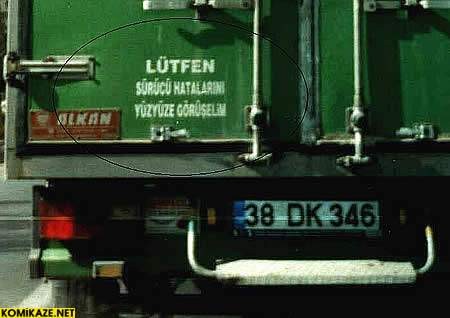 LÜTFEN
SÜRÜCÜ HATALARINI
YÜZYÜZE GÖRÜŞELİM
ALKAN
38 DK 346
KOMiKAZE.NET